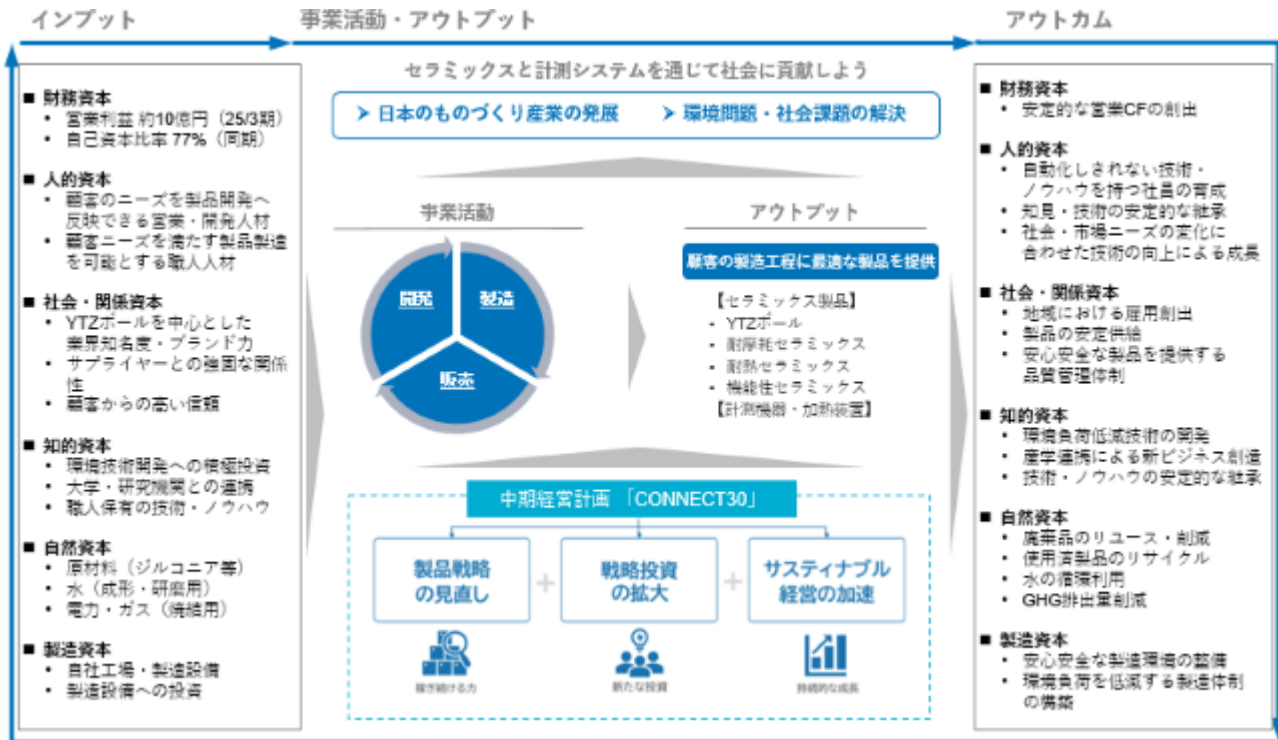 インプット
事業活動・アウトプット
アウトカム
■ 財務資本
• 営業利益 約10億円（25/3期）
• 自己資本比率 77%（同期）
■ 人的資本
• 顧客のニーズを製品開発へ
反映できる営業・開発人材
• 顧客ニーズを満たす製品製造
を可能とする職人人材
■ 社会・関係資本
• YTZボールを中心とした
業界知名度・ブランド力
• サプライヤーとの強固な関係
性
• 顧客からの高い信頼
■ 知的資本
• 環境技術開発への積極投資
• 大学・研究機関との連携
• 職人保有の技術・ノウハウ
■ 自然資本
• 原材料（ジルコニア等）
• 水（成形・研磨用）
• 電力・ガス（焼結用）
■ 製造資本
• 自社工場・製造設備
• 製造設備への投資
セラミックスと計測システムを通じて社会に貢献しよう
➤ 日本のものづくり産業の発展
➤ 環境問題・社会課題の解決
事業活動
開発
製造
販売
アウトプット
顧客の製造工程に最適な製品を提供
【セラミックス製品】
• YTZボール
• 耐摩耗セラミックス
• 耐熱セラミックス
• 機能性セラミックス
【計測機器・加熱装置】
中期経営計画 「CONNECT30」
製品戦略
の見直し
+
戦略投資
の拡大
+
サスティナブル
経営の加速
稼ぎ続ける力
新たな投資
持続的な成長
■ 財務資本
• 安定的な営業CFの創出
■ 人的資本
• 自動化しきれない技術・
ノウハウを持つ社員の育成
• 知見・技術の安定的な継承
• 社会・市場ニーズの変化に
合わせた技術の向上による成長
■ 社会・関係資本
• 地域における雇用創出
• 製品の安定供給
• 安心安全な製品を提供する
品質管理体制
■ 知的資本
• 環境負荷低減技術の開発
• 産学連携による新ビジネス創造
• 技術・ノウハウの安定的な継承
■ 自然資本
• 廃棄品のリユース・削減
• 使用済製品のリサイクル
• 水の循環利用
• GHG排出量削減
■ 製造資本
• 安心安全な製造環境の整備
• 環境負荷を低減する製造体制
の構築